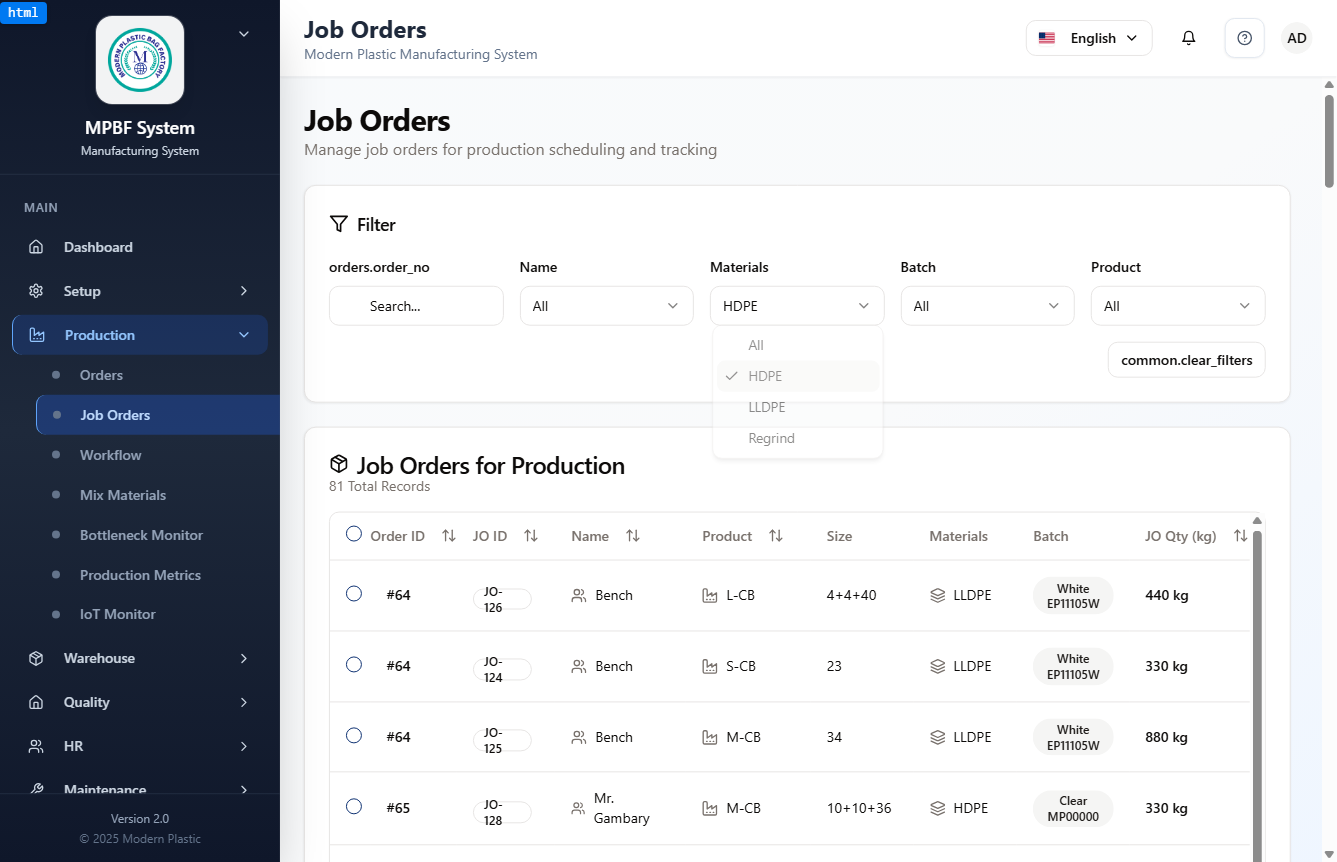 html
MODERN PLASTIC BAG FACTORY
M
MPBF System
Manufacturing System
MAIN
Dashboard
Setup
Production
Orders
Job Orders
Workflow
Mix Materials
Bottleneck Monitor
Production Metrics
IoT Monitor
Warehouse
Quality
HR
Maintenance
Version 2.0
© 2025 Modern Plastic
Job Orders
Modern Plastic Manufacturing System
English
AD
Job Orders
Manage job orders for production scheduling and tracking
Filter
orders.order_no Name Materials Batch Product
Search... All HDPE All All
All
HDPE
LLDPE
Regrind
common.clear_filters
Job Orders for Production
81 Total Records
Order ID JO ID Name Product Size Materials Batch JO Qty (kg)
#64 JO-126 Bench L-CB 4+4+40 LLDPE White EP11105W 440 kg
#64 JO-124 Bench S-CB 23 LLDPE White EP11105W 330 kg
#64 JO-125 Bench M-CB 34 LLDPE White EP11105W 880 kg
#65 JO-128 Mr. Gambary M-CB 10+10+36 HDPE Clear MP00000 330 kg